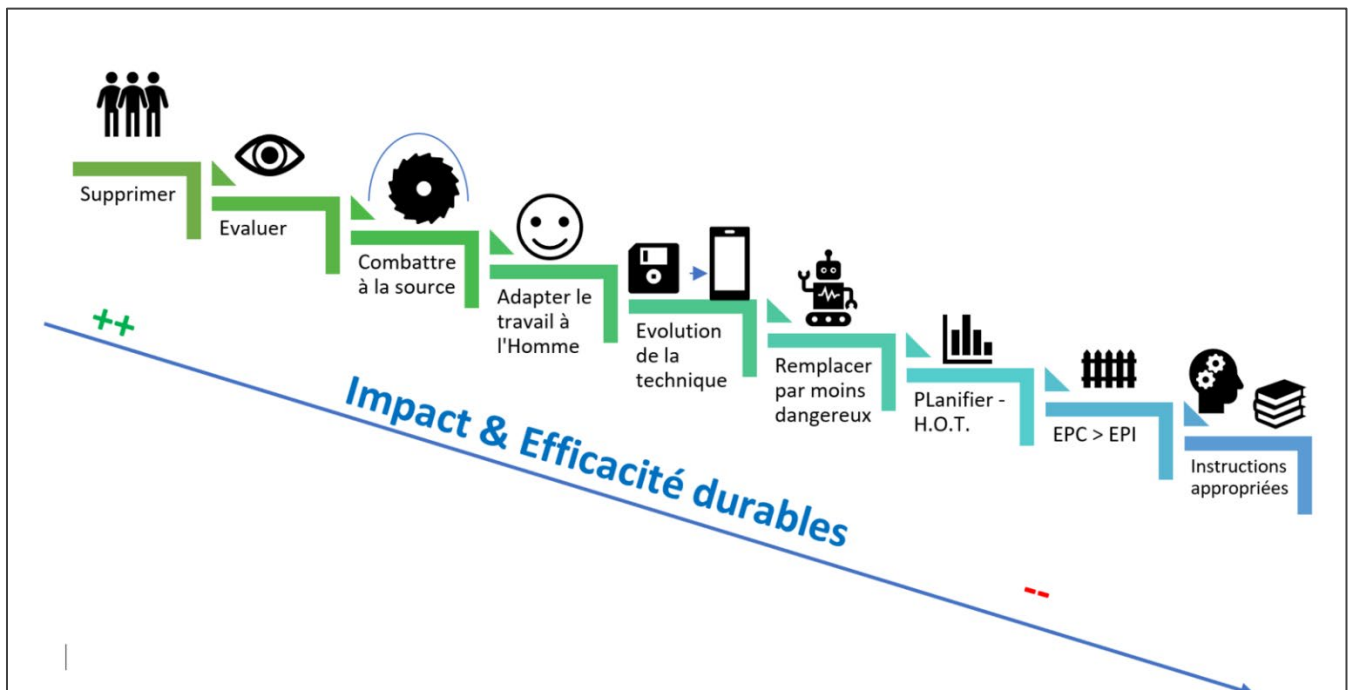 Supprimer
Evaluer
Combattre
à la source
Adapter le
travail à
l'Homme
Evolution
de la
technique
Remplacer
par moins
dangereux
PLanifier -
H.O.T.
EPC > EPI
Instructions
appropriées
++
Impact & Efficacité durables
--